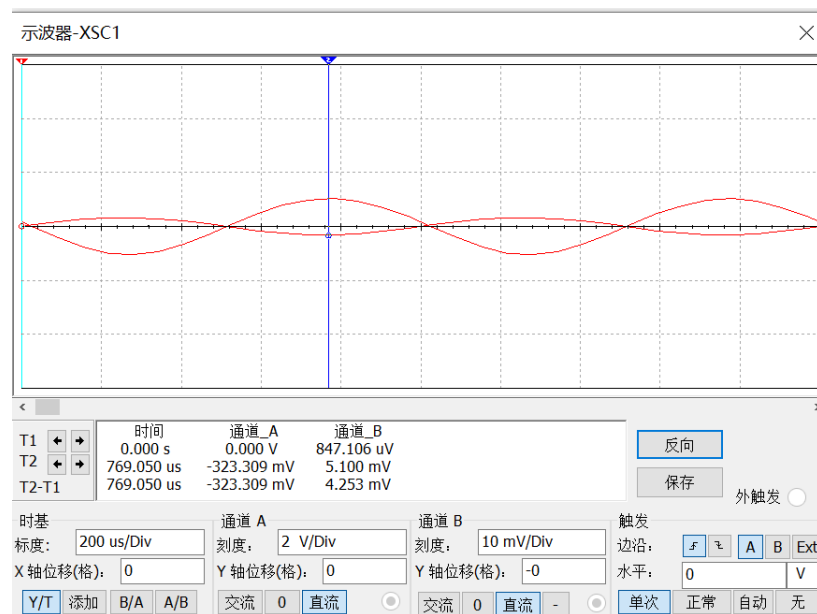 示波器-XSC1
1
2
时间 通道_A 通道_B
T1 0.000 s 0.000 V 847.106 uV
T2 769.050 us -323.309 mV 5.100 mV
T2-T1 769.050 us -323.309 mV 4.253 mV
反向
保存
外触发
时基 通道 A 通道 B 触发
标度: 200 us/Div 刻度: 2 V/Div 刻度: 10 mV/Div 边沿: A B Ext
X 轴位移(格): 0 Y 轴位移(格): 0 Y 轴位移(格): -0 水平: 0 V
Y/T 添加 B/A A/B 交流 0 直流 交流 0 直流 - 单次 正常 自动 无